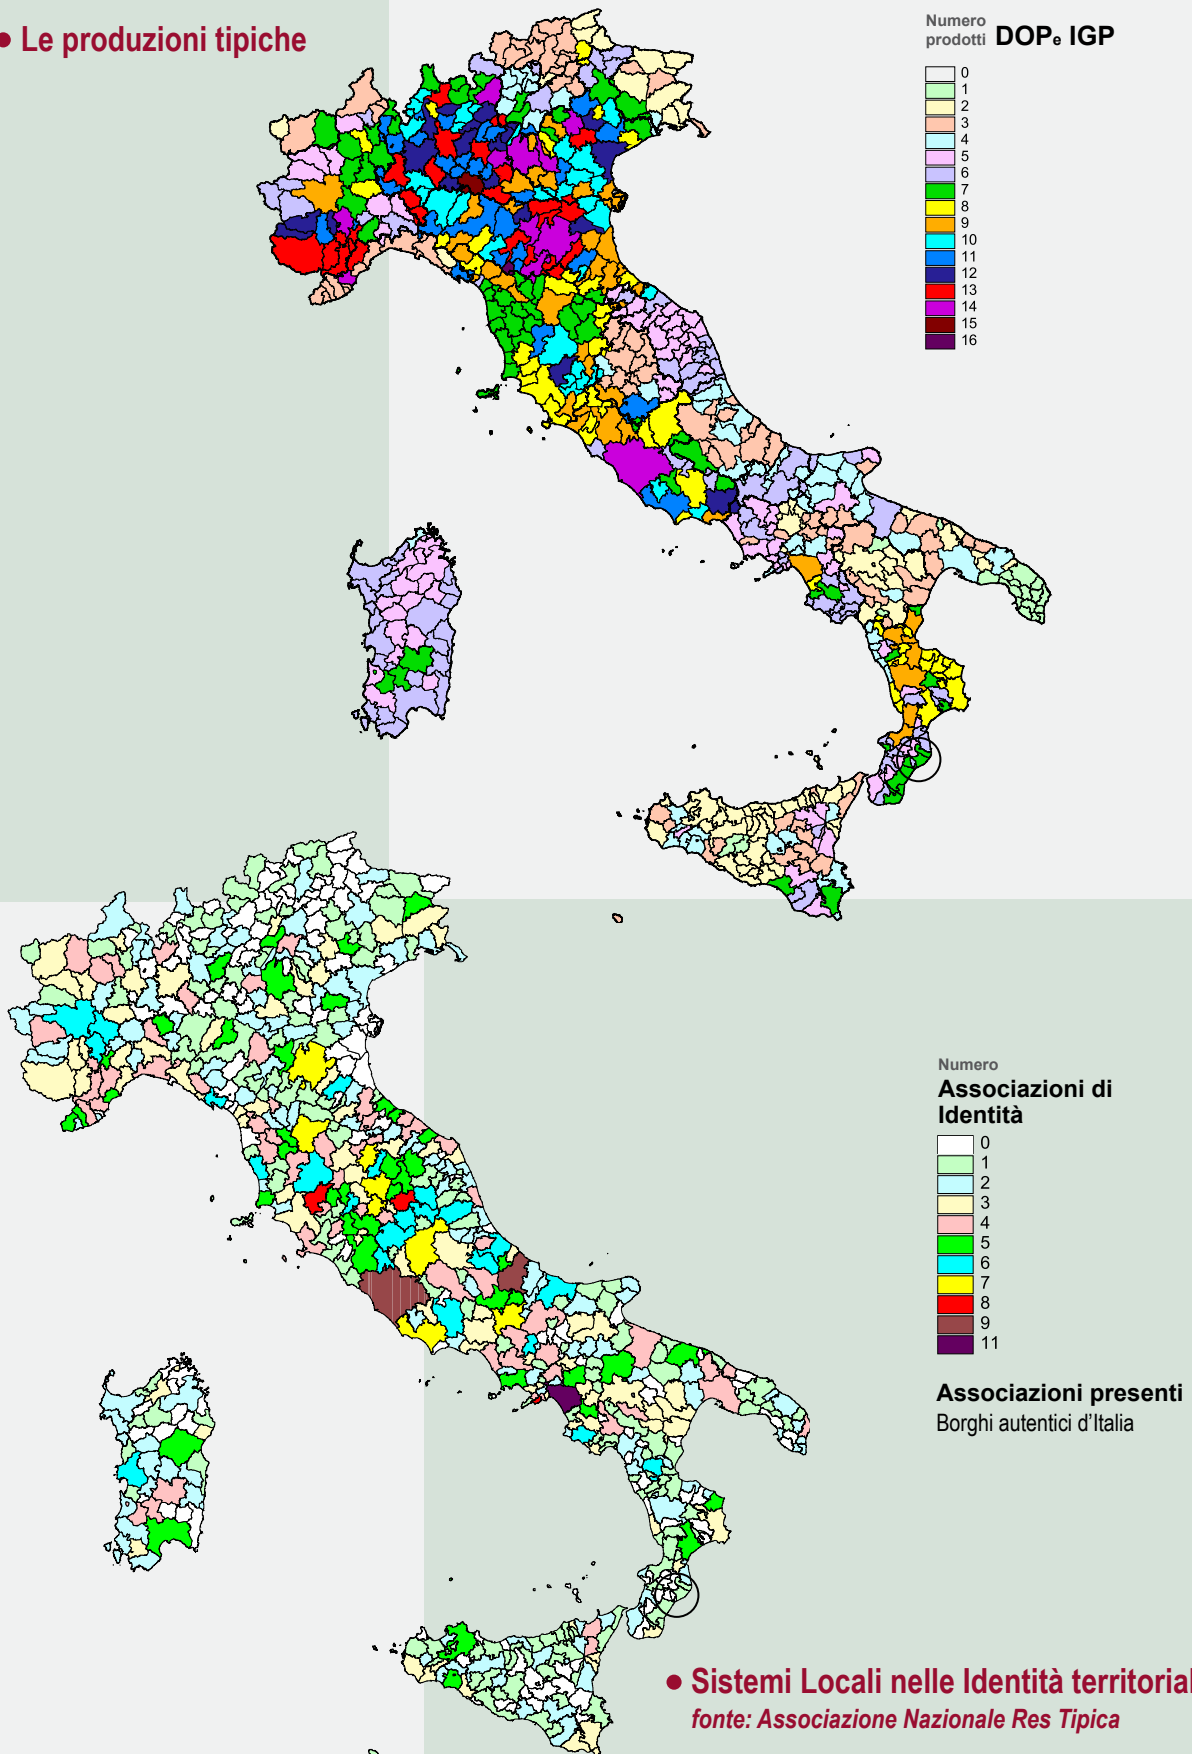 • Le produzioni tipiche
Numero
prodotti DOPe IGP
0
1
2
3
4
5
6
7
8
9
10
11
12
13
14
15
16
Numero
Associazioni di
Identità
0
1
2
3
4
5
6
7
8
9
11
Associazioni presenti
Borghi autentici d'Italia
• Sistemi Locali nelle Identità territorial
fonte: Associazione Nazionale Res Tipica